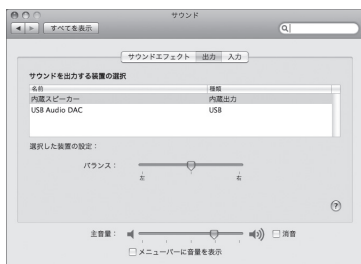 サウンド
すべてを表示
サウンドエフェクト 出力 入力
サウンドを出力する装置の選択
名前 種類
内蔵スピーカー 内蔵出力
USB Audio DAC USB
選択した装置の設定：
バランス：
左 右
?
主音量： 消音
メニューバーに音量を表示